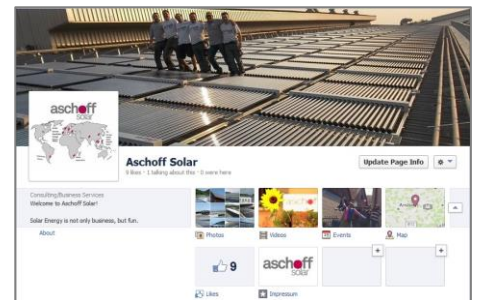 aschoff
solar
Aschoff Solar
9 likes · 1 talking about this · 0 were here
Update Page Info
Consulting/Business Services
Welcome to Aschoff Solar!
Solar Energy is not only business, but fun.
About
Photos
Videos
Events
Map
9
aschoff
solar
Likes
Impressum